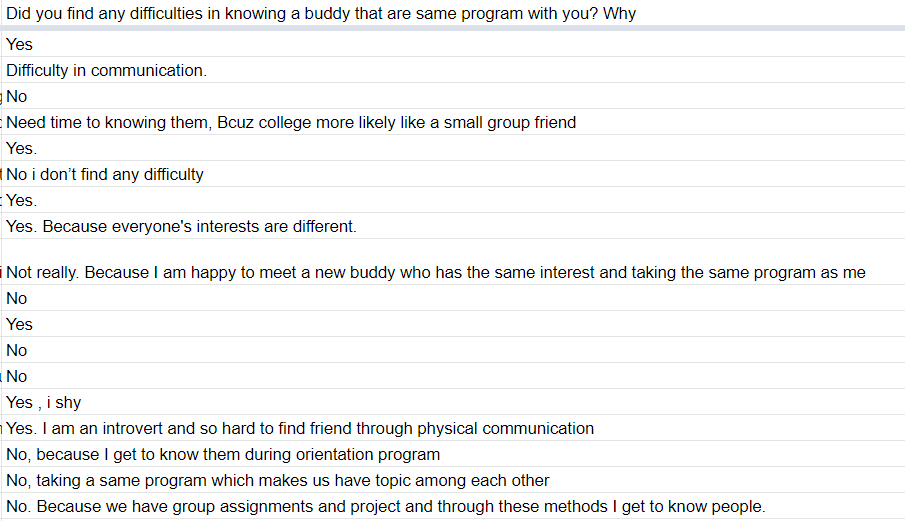 Did you find any difficulties in knowing a buddy that are same program with you? Why
Yes
Difficulty in communication.
No
Need time to knowing them, Bcuz college more likely like a small group friend
Yes.
No i don't find any difficulty
Yes.
Yes. Because everyone's interests are different.
Not really. Because I am happy to meet a new buddy who has the same interest and taking the same program as me
No
Yes
No
No
Yes , i shy
Yes. I am an introvert and so hard to find friend through physical communication
No, because I get to know them during orientation program
No, taking a same program which makes us have topic among each other
No. Because we have group assignments and project and through these methods I get to know people.